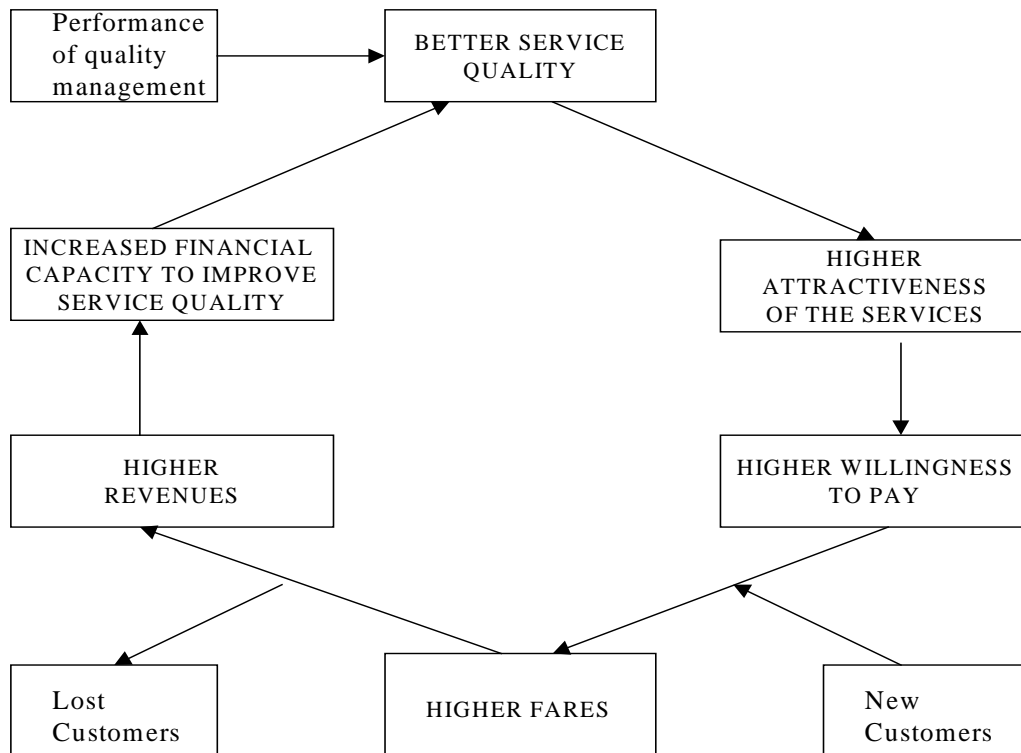 Performance
of quality
management
BETTER SERVICE
QUALITY
INCREASED FINANCIAL
CAPACITY TO IMPROVE
SERVICE QUALITY
HIGHER
ATTRACTIVENESS
OF THE SERVICES
HIGHER
REVENUES
HIGHER WILLINGNESS
TO PAY
Lost
Customers
HIGHER FARES
New
Customers